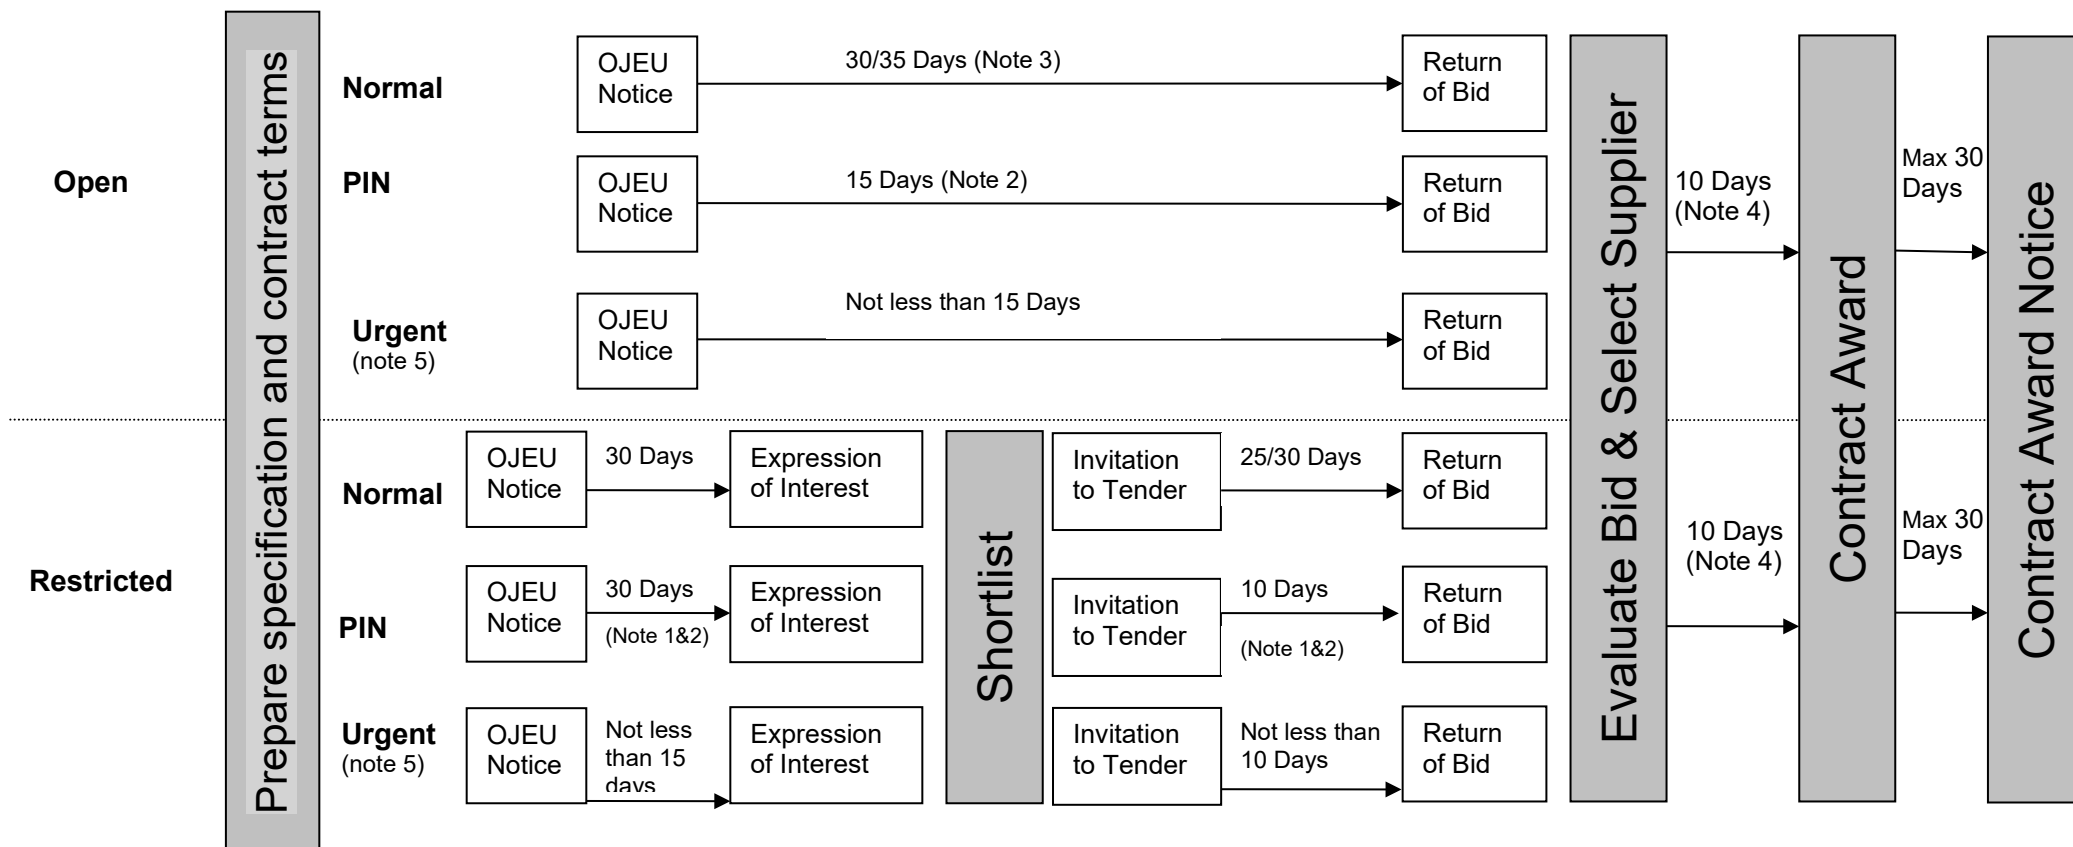 Prepare specification and contract terms
Open
Normal
OJEU
Notice
30/35 Days (Note 3)
Return
of Bid
PIN
OJEU
Notice
15 Days (Note 2)
Return
of Bid
Urgent
(note 5)
OJEU
Notice
Not less than 15 Days
Return
of Bid
Restricted
Normal
OJEU
Notice
30 Days
Expression
of Interest
Shortlist
Invitation
to Tender
25/30 Days
Return
of Bid
PIN
OJEU
Notice
30 Days
(Note 1&2)
Expression
of Interest
Invitation
to Tender
10 Days
(Note 1&2)
Return
of Bid
Urgent
(note 5)
OJEU
Notice
Not less
than 15
days
Expression
of Interest
Invitation
to Tender
Not less than
10 Days
Return
of Bid
Evaluate Bid & Select Supplier
10 Days
(Note 4)
10 Days
(Note 4)
Contract Award
Max 30
Days
Max 30
Days
Contract Award Notice